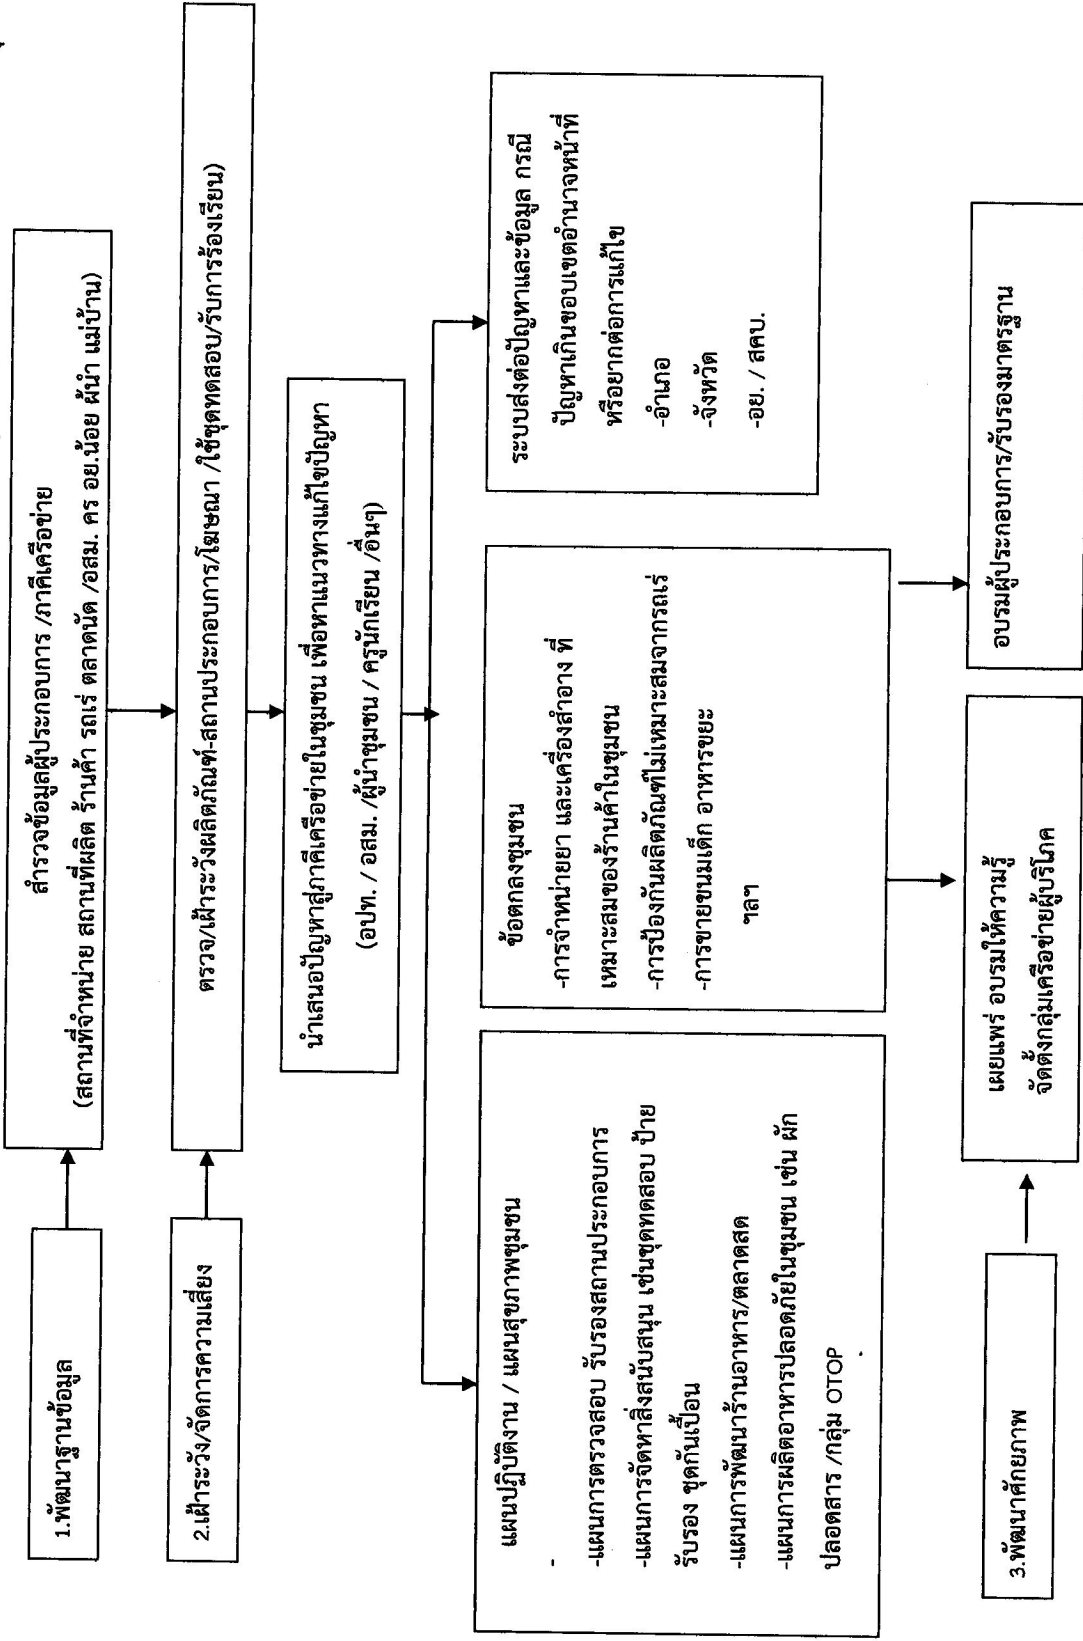 1.พัฒนาฐานข้อมูล
สำรวจข้อมูลผู้ประกอบการ /ภาคีเครือข่าย
(สถานที่จำหน่าย สถานที่ผลิต ร้านค้า รถเร่ ตลาดนัด /อสม. คร อย.น้อย ผู้นำ แม่บ้าน)
2.เฝ้าระวัง/จัดการความเสี่ยง
ตรวจ/เฝ้าระวังผลิตภัณฑ์-สถานประกอบการ/โฆษณา /ใช้ชุดทดสอบ/รับการร้องเรียน)
นำเสนอปัญหาสู่ภาคีเครือข่ายในชุมชน เพื่อหาแนวทางแก้ไขปัญหา
(อปท. / อสม. /ผู้นำชุมชน / ครูนักเรียน /อื่นๆ)
แผนปฏิบัติงาน / แผนสุขภาพชุมชน
-
-แผนการตรวจสอบ รับรองสถานประกอบการ
-แผนการจัดหาสิ่งสนับสนุน เช่นชุดทดสอบ ป้าย
รับรอง ชุดกันเปื้อน
-แผนการพัฒนาร้านอาหาร/ตลาดสด
-แผนการผลิตอาหารปลอดภัยในชุมชน เช่น ผัก
ปลอดสาร /กลุ่ม OTOP
ข้อตกลงชุมชน
-การจำหน่ายยา และเครื่องสำอาง ที่
เหมาะสมของร้านค้าในชุมชน
-การป้องกันผลิตภัณฑ์ไม่เหมาะสมจากรถเร่
-การขายขนมเด็ก อาหารขยะ
ฯลฯ
ระบบส่งต่อปัญหาและข้อมูล กรณี
ปัญหาเกินขอบเขตอำนาจหน้าที่
หรือยากต่อการแก้ไข
-อำเภอ
-จังหวัด
-อย. / สคบ.
3.พัฒนาศักยภาพ
เผยแพร่ อบรมให้ความรู้
จัดตั้งกลุ่มเครือข่ายผู้บริโภค
อบรมผู้ประกอบการ/รับรองมาตรฐาน